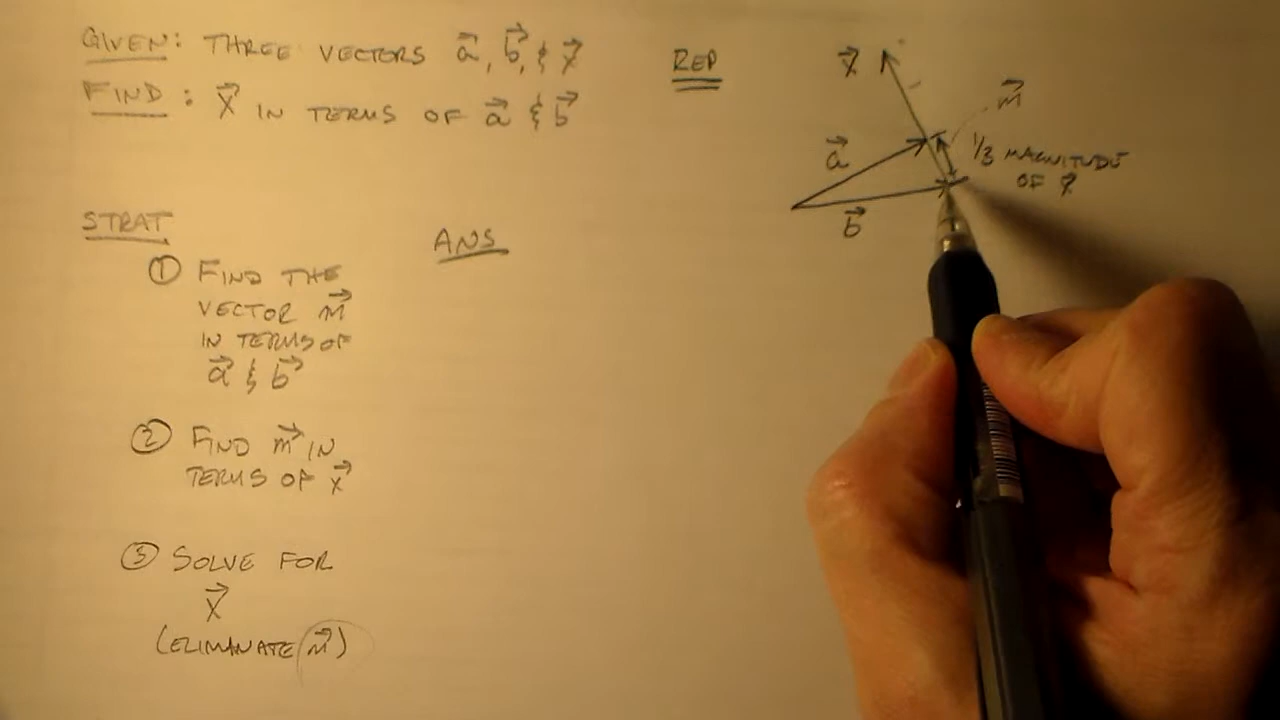 GIVEN: THREE VECTORS a⃗, b⃗, & x⃗
FIND: x⃗ IN TERMS OF a⃗ & b⃗
REP
x⃗
m⃗
a⃗
1/3 MAGNITUDE
OF x⃗
b⃗
STRAT
ANS
① FIND THE
VECTOR m⃗
IN TERMS OF
a⃗ & b⃗
② FIND m⃗ IN
TERMS OF x⃗
③ SOLVE FOR
x⃗
(ELIMINATE m⃗)